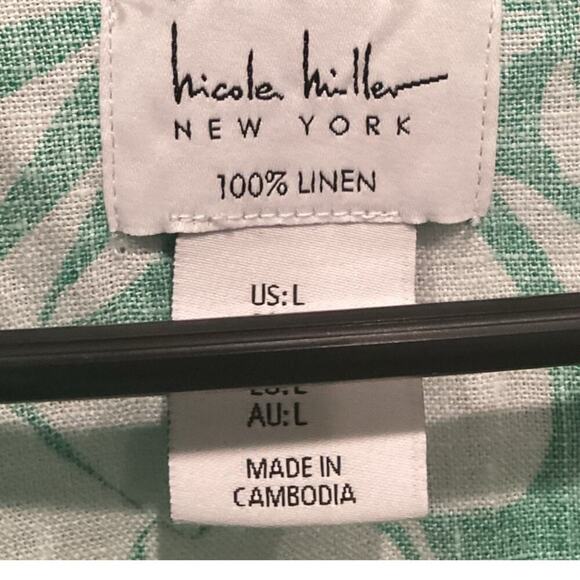 Nicole Miller
NEW YORK
100% LINEN
US: L
AU: L
MADE IN
CAMBODIA